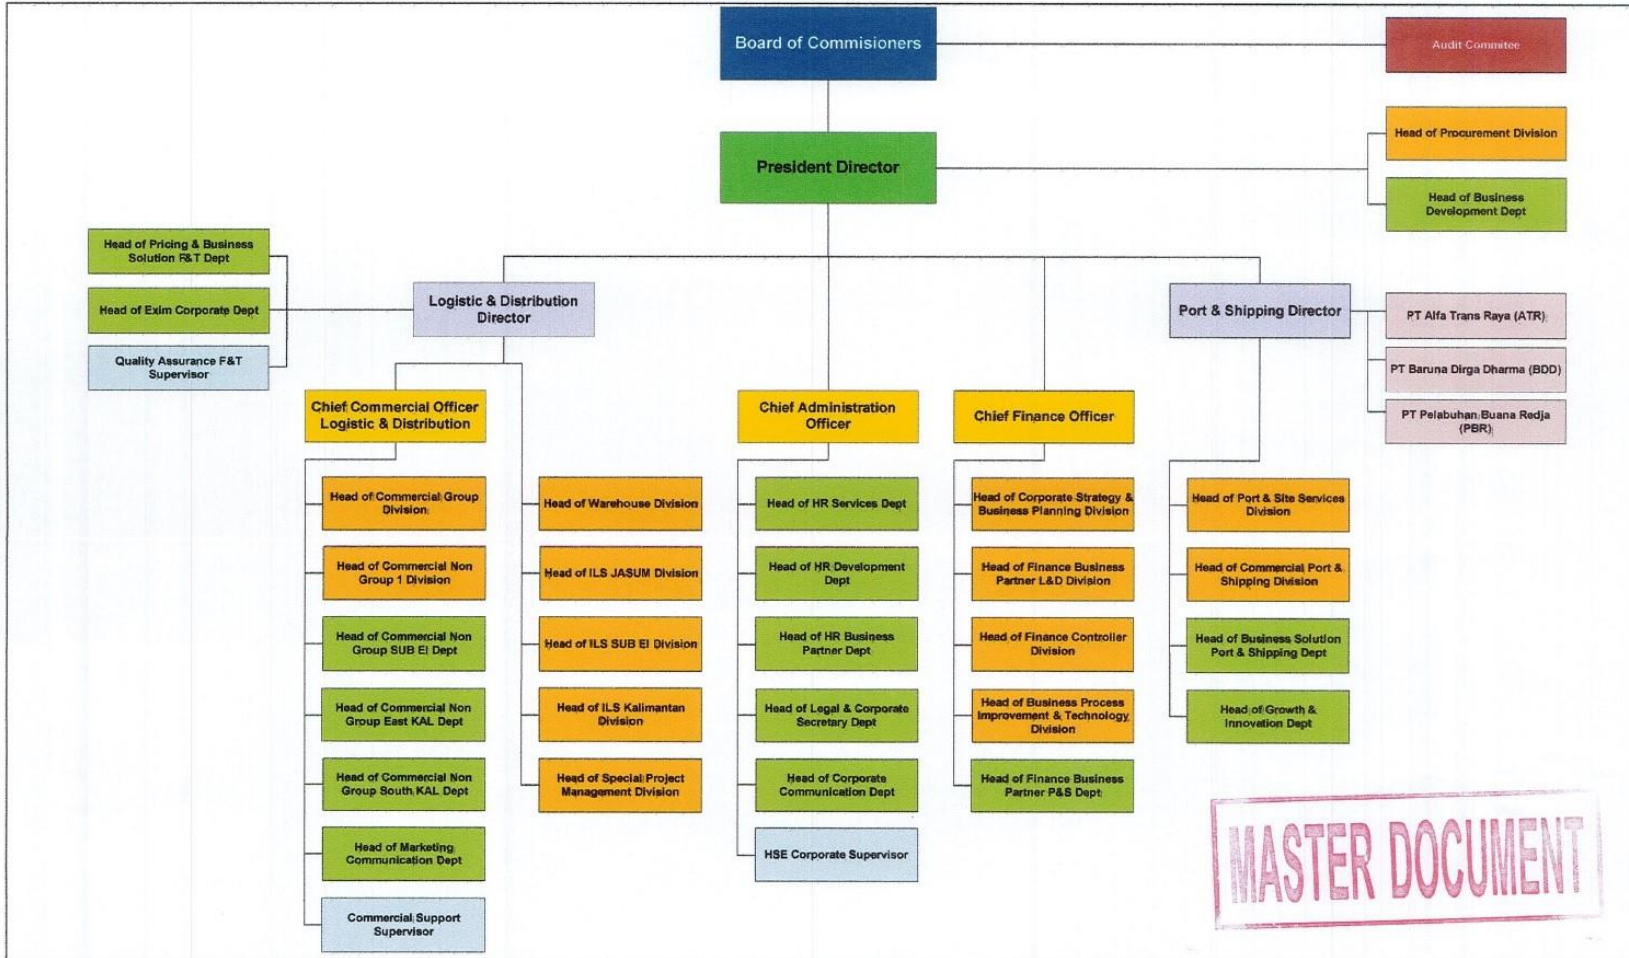 Board of Commisioners
Audit Commitee
Head of Procurement Division
President Director
Head of Business
Development Dept
Head of Pricing & Business
Solution F&T Dept
Head of Exim Corporate Dept
Quality Assurance F&T
Supervisor
Logistic & Distribution
Director
Port & Shipping Director
PT Alfa Trans Raya (ATR)
PT Baruna Dirga Dharma (BDD)
PT Pelabuhan Buana Redja
(PBR)
Chief Commercial Officer
Logistic & Distribution
Chief Administration
Officer
Chief Finance Officer
Head of Commercial Group
Division
Head of Commercial Non
Group 1 Division
Head of Commercial Non
Group SUB EI Dept
Head of Commercial Non
Group East KAL Dept
Head of Commercial Non
Group South KAL Dept
Head of Marketing
Communication Dept
Commercial Support
Supervisor
Head of Warehouse Division
Head of ILS JASUM Division
Head of ILS SUB EI Division
Head of ILS Kalimantan
Division
Head of Special Project
Management Division
Head of HR Services Dept
Head of HR Development
Dept
Head of HR Business
Partner Dept
Head of Legal & Corporate
Secretary Dept
Head of Corporate
Communication Dept
HSE Corporate Supervisor
Head of Corporate Strategy &
Business Planning Division
Head of Finance Business
Partner L&D Division
Head of Finance Controller
Division
Head of Business Process
Improvement & Technology
Division
Head of Finance Business
Partner P&S Dept
Head of Port & Site Services
Division
Head of Commercial Port &
Shipping Division
Head of Business Solution
Port & Shipping Dept
Head of Growth &
Innovation Dept
MASTER DOCUMENT